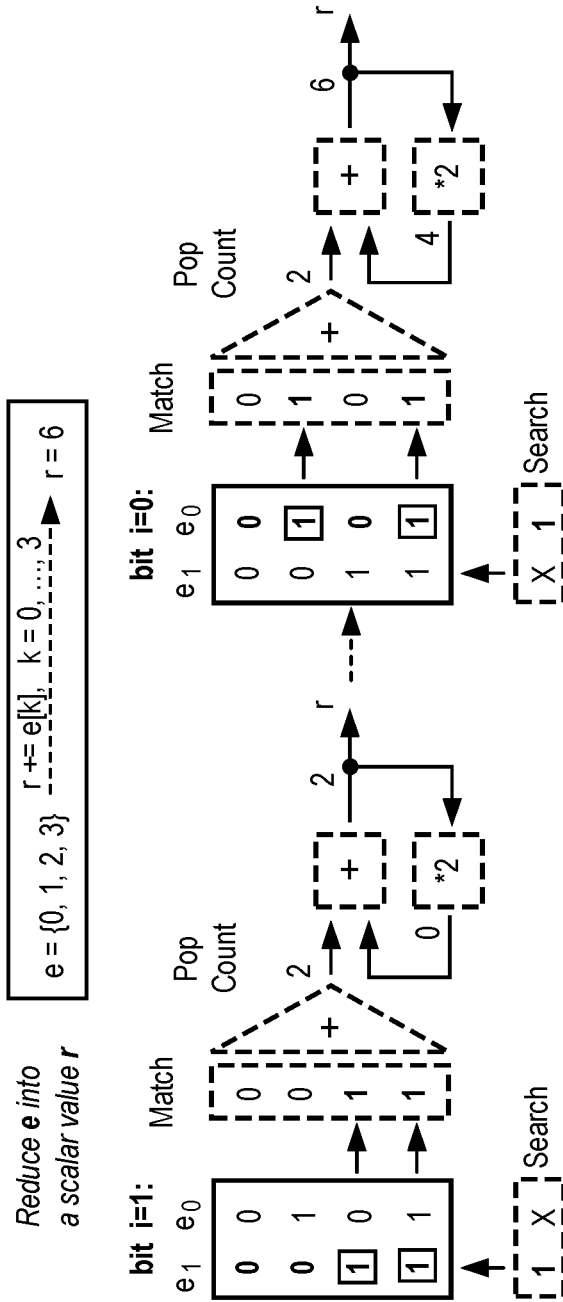 Reduce e into
a scalar value r
e = {0, 1, 2, 3} r += e[k], k = 0, ..., 3 r = 6
bit i=1:
e₁ e₀
0 0
0 1
1 0
1 1
1 X
Search
Match
0
0
1
1
+
Pop
Count
2
+
0
*2
2
r
bit i=0:
e₁ e₀
0 0
0 1
1 0
1 1
X 1
Search
Match
0
1
0
1
+
Pop
Count
2
+
4
*2
6
r